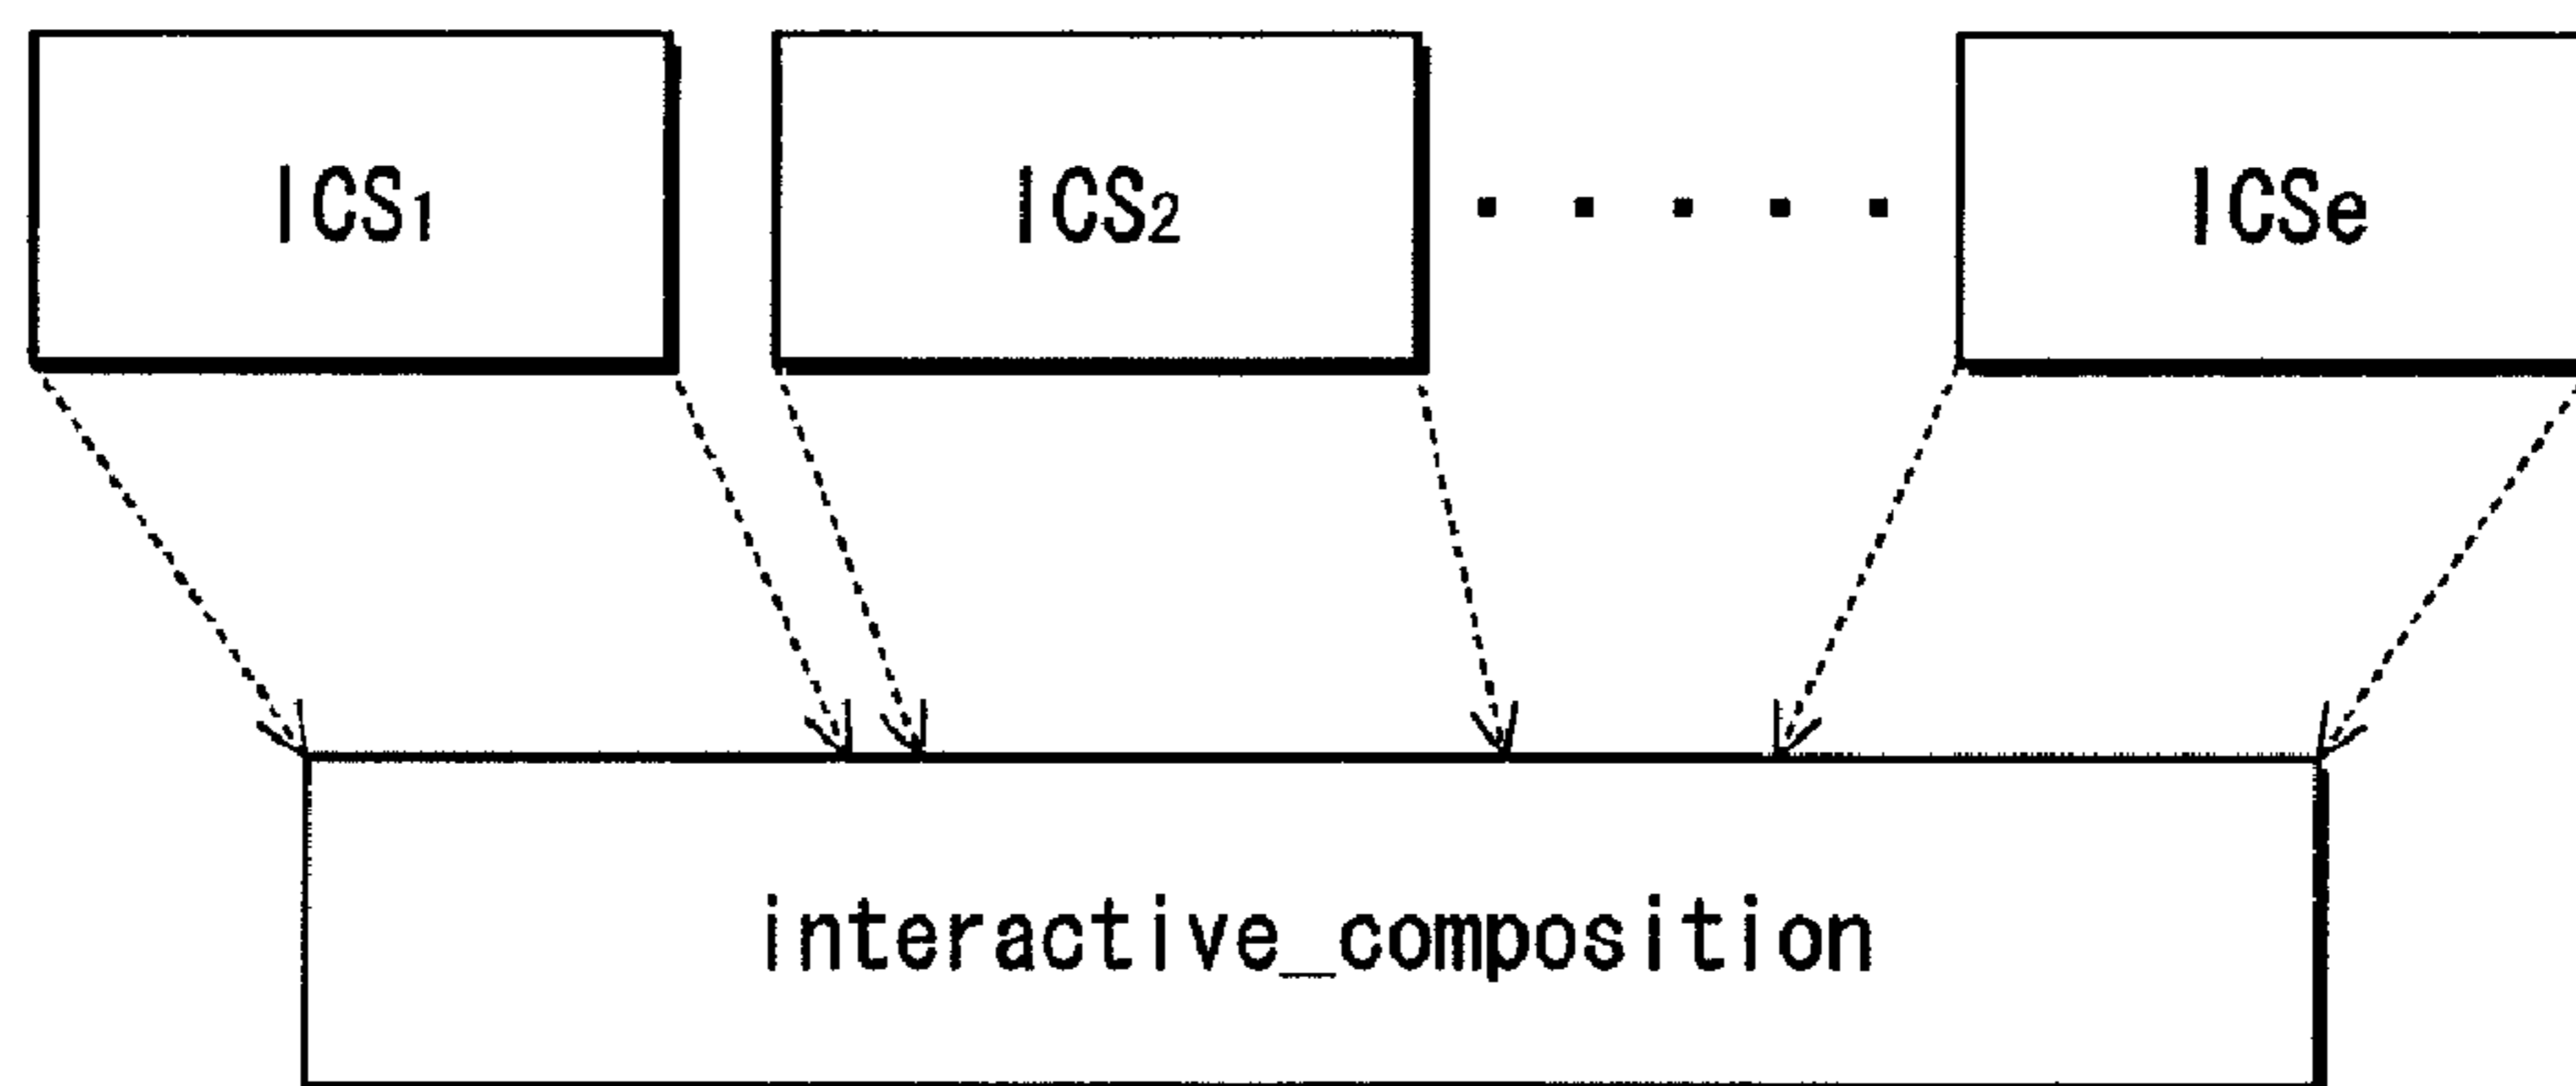 ICS1 ICS2 ..... ICSe
interactive_composition